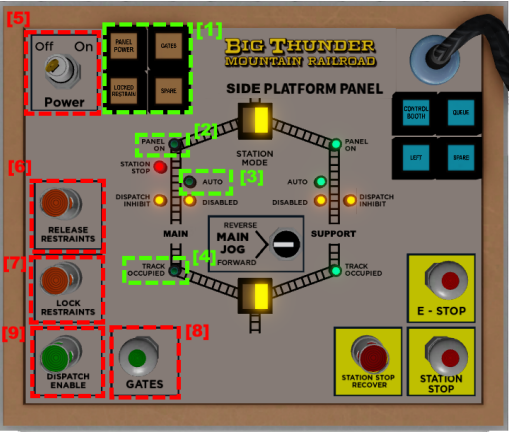 [5]
[1]
Off On
Power
PANEL
POWER
GATES
LOCKED
RESTRAIN
SPARE
BIG THUNDER
MOUNTAIN RAILROAD
SIDE PLATFORM PANEL
CONTROL
BOOTH
QUEUE
LEFT
SPARE
[2]
PANEL
ON
STATION
STOP
STATION
MODE
PANEL
ON
[3]
AUTO
AUTO
DISPATCH
INHIBIT
DISABLED
DISABLED
DISPATCH
INHIBIT
MAIN
REVERSE
MAIN
JOG
FORWARD
SUPPORT
[4]
TRACK
OCCUPIED
TRACK
OCCUPIED
[6]
RELEASE
RESTRAINTS
[7]
LOCK
RESTRAINTS
[9]
DISPATCH
ENABLE
[8]
GATES
E - STOP
STATION STOP
RECOVER
STATION
STOP